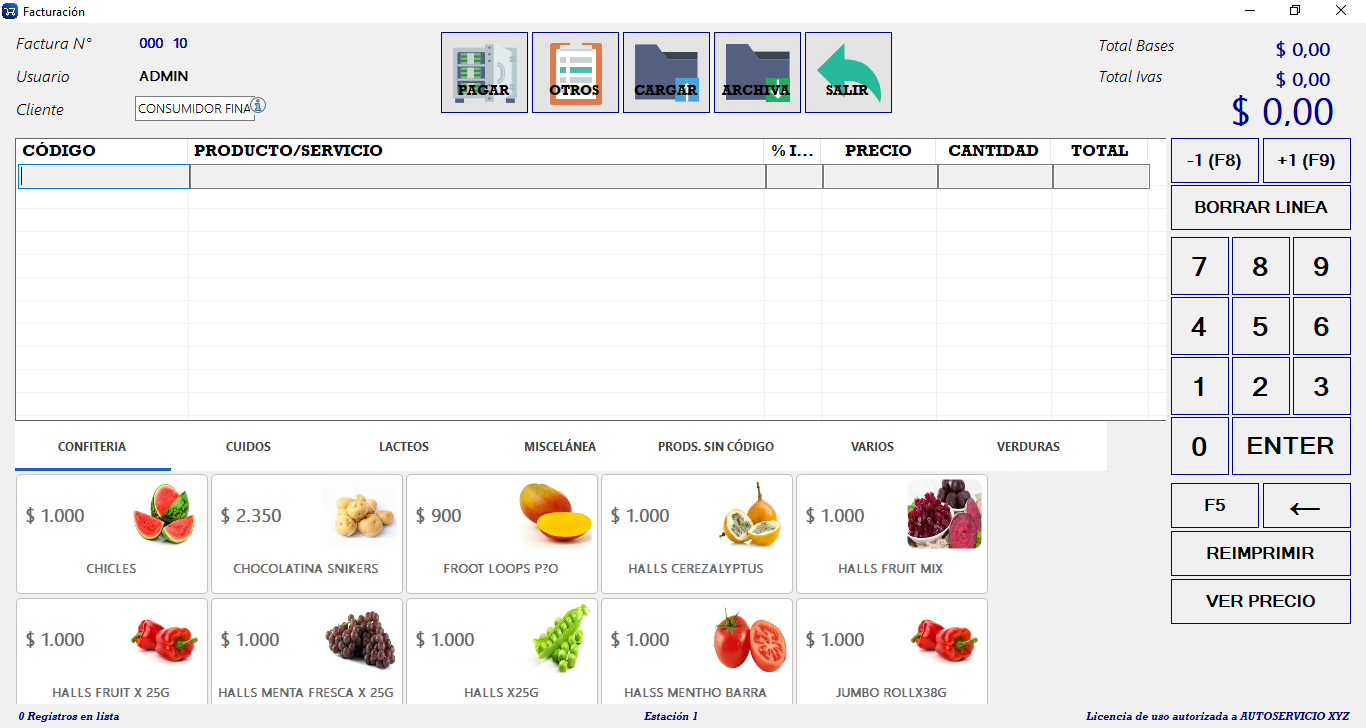 Facturación
Factura N° 000 10
Usuario ADMIN
Cliente CONSUMIDOR FINA
PAGAR OTROS CARGAR ARCHIVA SALIR
Total Bases $ 0,00
Total Ivas $ 0,00
$ 0,00
CÓDIGO PRODUCTO/SERVICIO % I... PRECIO CANTIDAD TOTAL
-1 (F8) +1 (F9)
BORRAR LINEA
7 8 9
4 5 6
1 2 3
0 ENTER
F5 ←
REIMPRIMIR
VER PRECIO
CONFITERIA CUIDOS LACTEOS MISCELÁNEA PRODS. SIN CÓDIGO VARIOS VERDURAS
$ 1.000 $ 2.350 $ 900 $ 1.000 $ 1.000
CHICLES CHOCOLATINA SNIKERS FROOT LOOPS P?O HALLS CEREZALYPTUS HALLS FRUIT MIX
$ 1.000 $ 1.000 $ 1.000 $ 1.000 $ 1.000
HALLS FRUIT X 25G HALLS MENTA FRESCA X 25G HALLS X25G HALSS MENTHO BARRA JUMBO ROLLX38G
0 Registros en lista Estación 1 Licencia de uso autorizada a AUTOSERVICIO XYZ